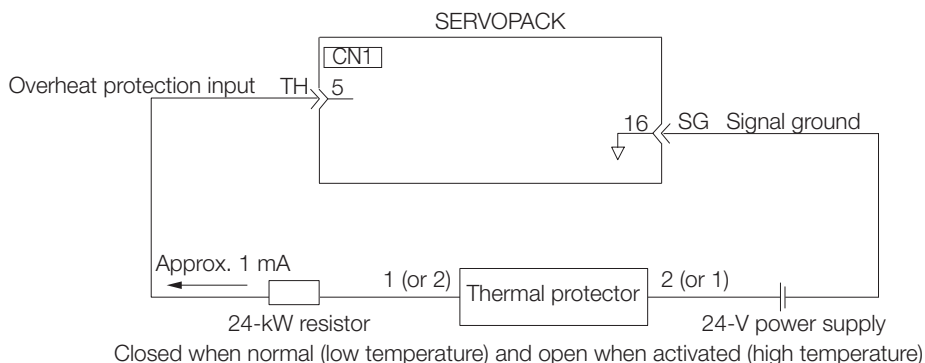 SERVOPACK
CN1
Overheat protection input TH 5
16 SG Signal ground
Approx. 1 mA
1 (or 2) Thermal protector 2 (or 1)
24-kW resistor 24-V power supply
Closed when normal (low temperature) and open when activated (high temperature)